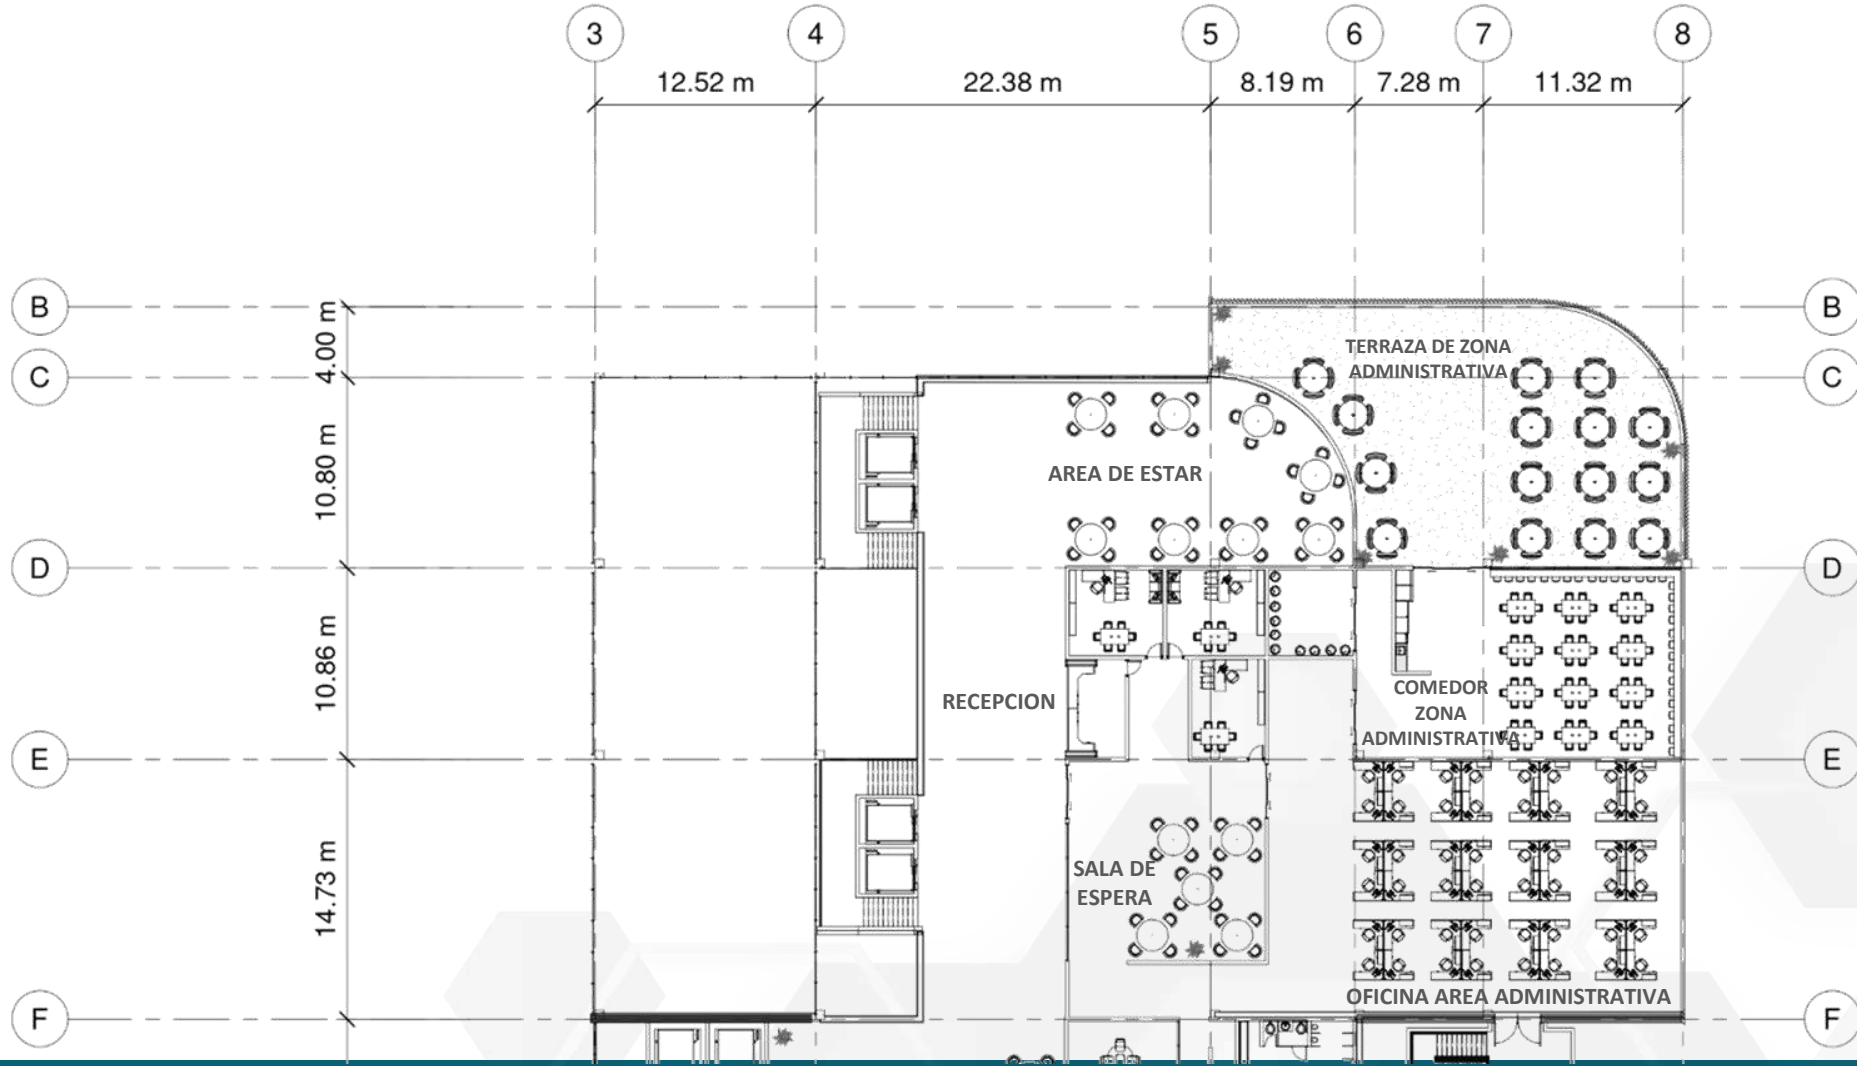 3 4 5 6 7 8
12.52 m 22.38 m 8.19 m 7.28 m 11.32 m
B B
4.00 m
TERRAZA DE ZONA
ADMINISTRATIVA
C C
10.80 m
AREA DE ESTAR
D D
10.86 m
RECEPCION
COMEDOR
ZONA
ADMINISTRATIVA
E E
14.73 m
SALA DE
ESPERA
OFICINA AREA ADMINISTRATIVA
F F